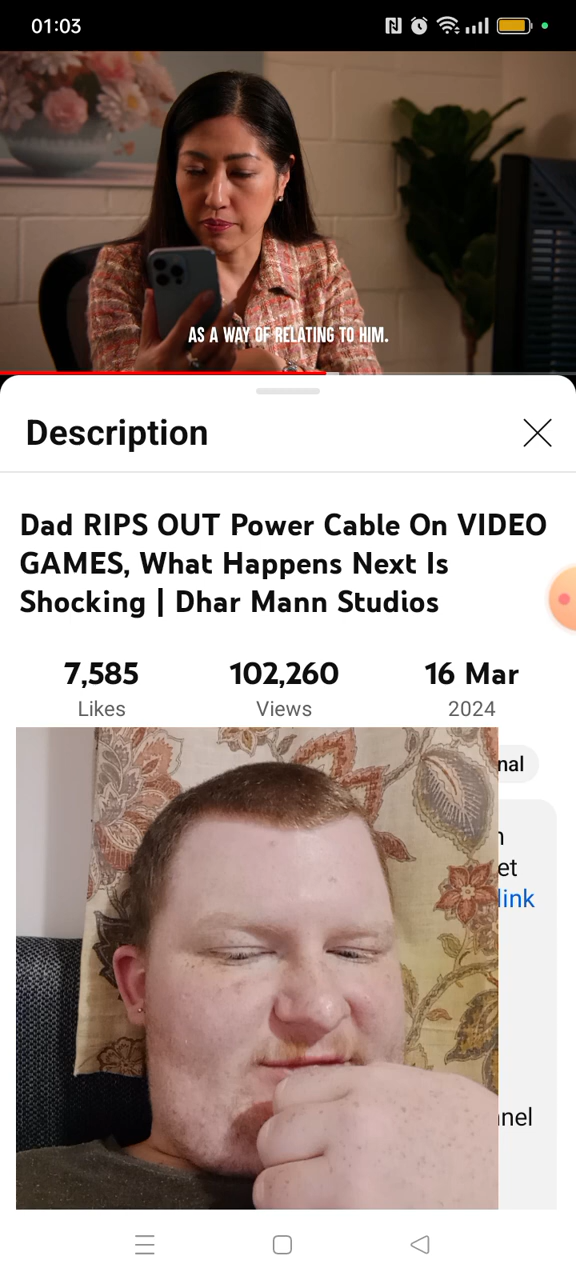 01:03
AS A WAY OF RELATING TO HIM.
Description
Dad RIPS OUT Power Cable On VIDEO
GAMES, What Happens Next Is
Shocking | Dhar Mann Studios
7,585 102,260 16 Mar
Likes Views 2024
nal
et
link
nel